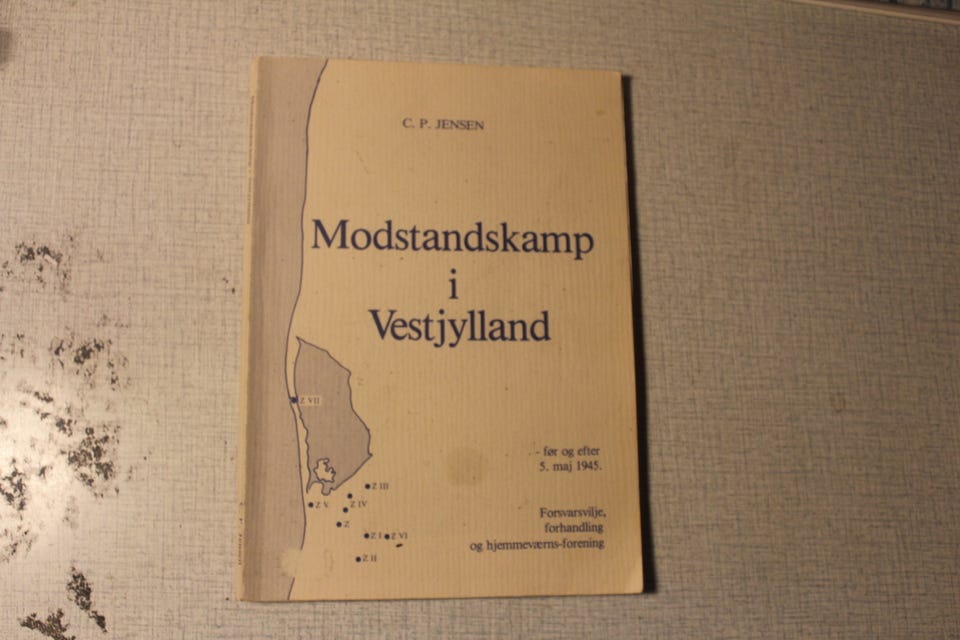 C. P. JENSEN
Modstandskamp
i
Vestjylland
Z VII
- før og efter
5. maj 1945.
Z III
Z V
Z IV
Z
Forsvarsvilje,
forhandling
og hjemmeværns-forening
Z I
Z VI
Z II